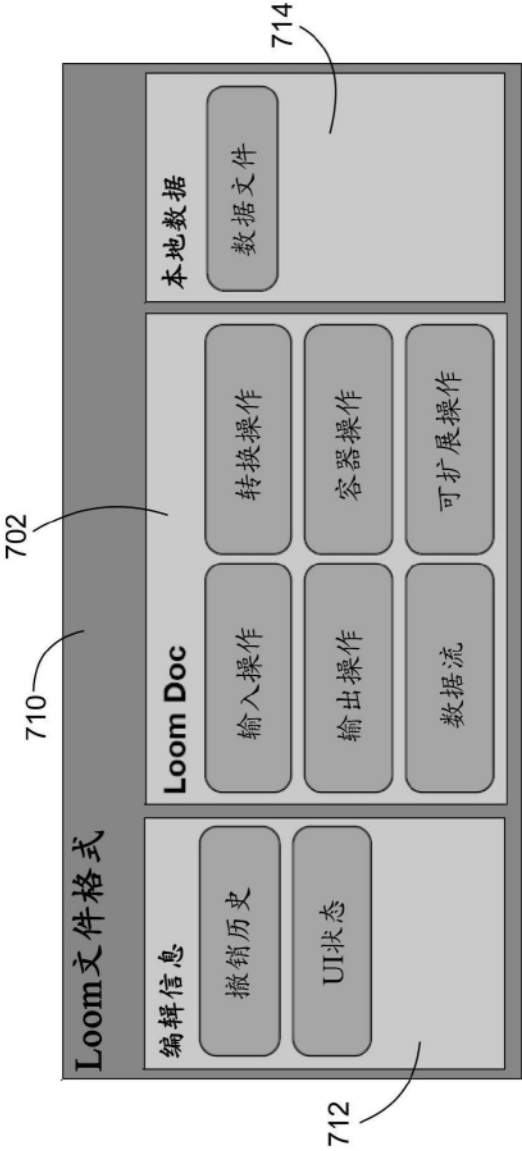 710
702
714
Loom文件格式
编辑信息
撤销历史
UI状态
712
Loom Doc
输入操作
转换操作
输出操作
容器操作
数据流
可扩展操作
本地数据
数据文件